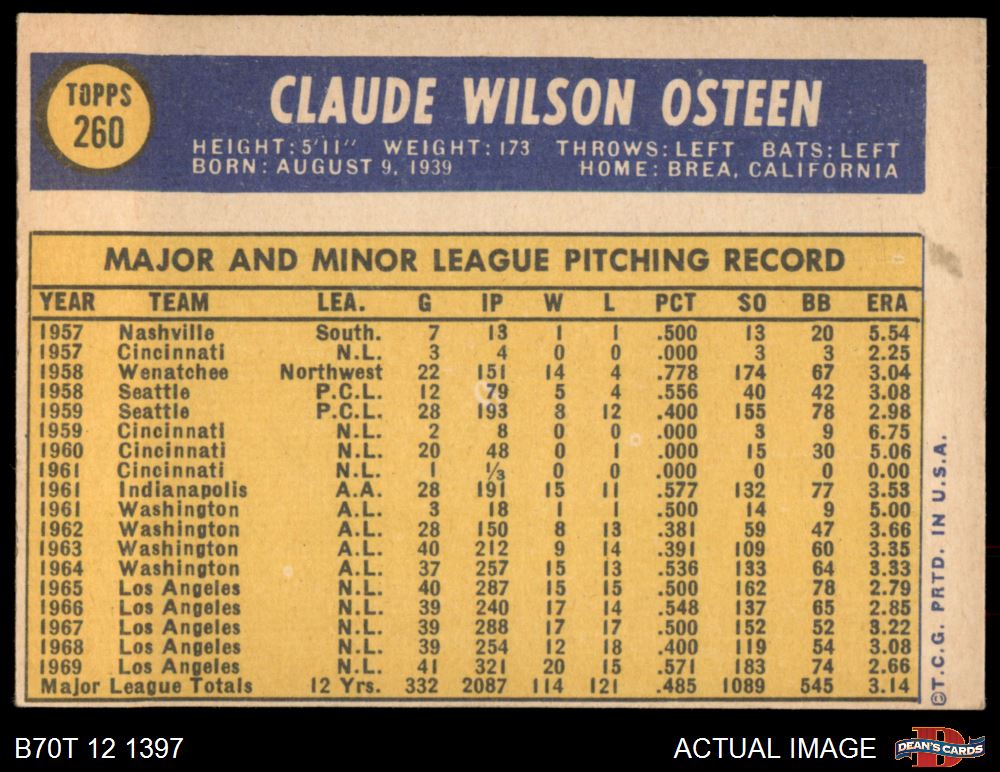 TOPPS
260
CLAUDE WILSON OSTEEN
HEIGHT: 5'11" WEIGHT: 173 THROWS: LEFT BATS: LEFT
BORN: AUGUST 9, 1939 HOME: BREA, CALIFORNIA
MAJOR AND MINOR LEAGUE PITCHING RECORD
YEAR TEAM LEA. G IP W L PCT SO BB ERA
1957 Nashville South. 7 13 1 1 .500 13 20 5.54
1957 Cincinnati N.L. 3 4 0 0 .000 3 3 2.25
1958 Wenatchee Northwest 22 151 14 4 .778 174 67 3.04
1958 Seattle P.C.L. 12 79 5 4 .556 40 42 3.08
1959 Seattle P.C.L. 28 193 8 12 .400 155 78 2.98
1959 Cincinnati N.L. 2 8 0 0 .000 3 9 6.75
1960 Cincinnati N.L. 20 48 0 1 .000 15 30 5.06
1961 Cincinnati N.L. 1 1/3 0 0 .000 0 0 0.00
1961 Indianapolis A.A. 28 191 15 11 .577 132 77 3.53
1961 Washington A.L. 3 18 1 1 .500 14 9 5.00
1962 Washington A.L. 28 150 8 13 .381 59 47 3.66
1963 Washington A.L. 40 212 9 14 .391 109 60 3.35
1964 Washington A.L. 37 257 15 13 .536 133 64 3.33
1965 Los Angeles N.L. 40 287 15 15 .500 162 78 2.79
1966 Los Angeles N.L. 39 240 17 14 .548 137 65 2.85
1967 Los Angeles N.L. 39 288 17 17 .500 152 52 3.22
1968 Los Angeles N.L. 39 254 12 18 .400 119 54 3.08
1969 Los Angeles N.L. 41 321 20 15 .571 183 74 2.66
Major League Totals 12 Yrs. 332 2087 114 121 .485 1089 545 3.14
©T.C.G. PRTD. IN U.S.A.
B70T 12 1397
ACTUAL IMAGE
D
DEAN'S CARDS